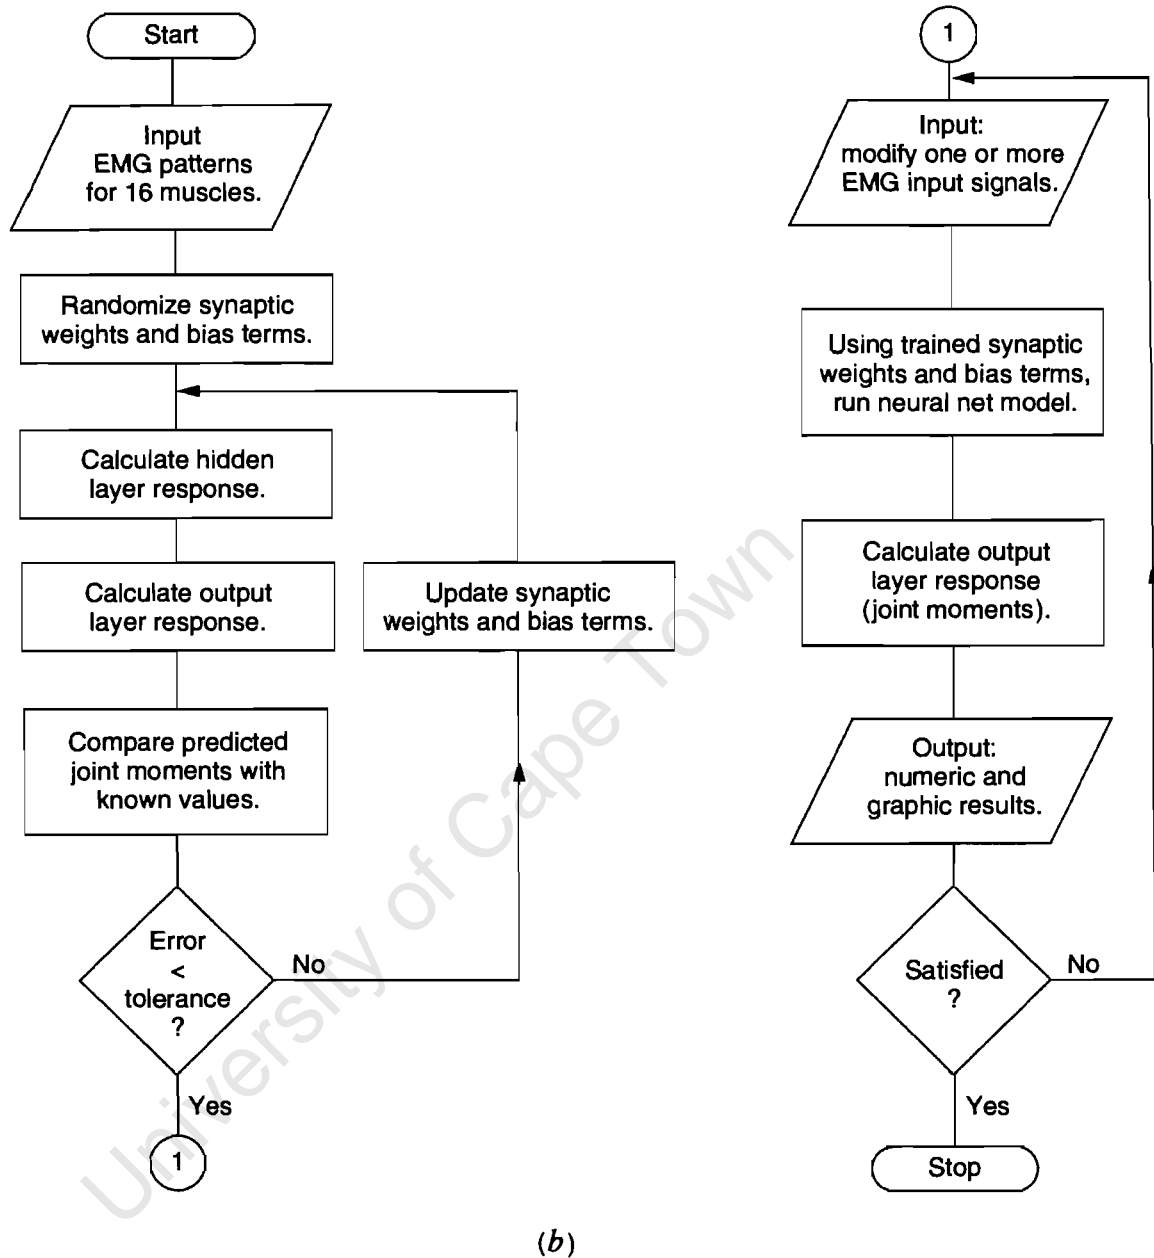 Start
Input
EMG patterns
for 16 muscles.
Randomize synaptic
weights and bias terms.
Calculate hidden
layer response.
Calculate output
layer response.
Update synaptic
weights and bias terms.
Compare predicted
joint moments with
known values.
Error
<
tolerance
?
No
Yes
1
1
Input:
modify one or more
EMG input signals.
Using trained synaptic
weights and bias terms,
run neural net model.
Calculate output
layer response
(joint moments).
Output:
numeric and
graphic results.
Satisfied
?
No
Yes
Stop
University of Cape Town
(b)